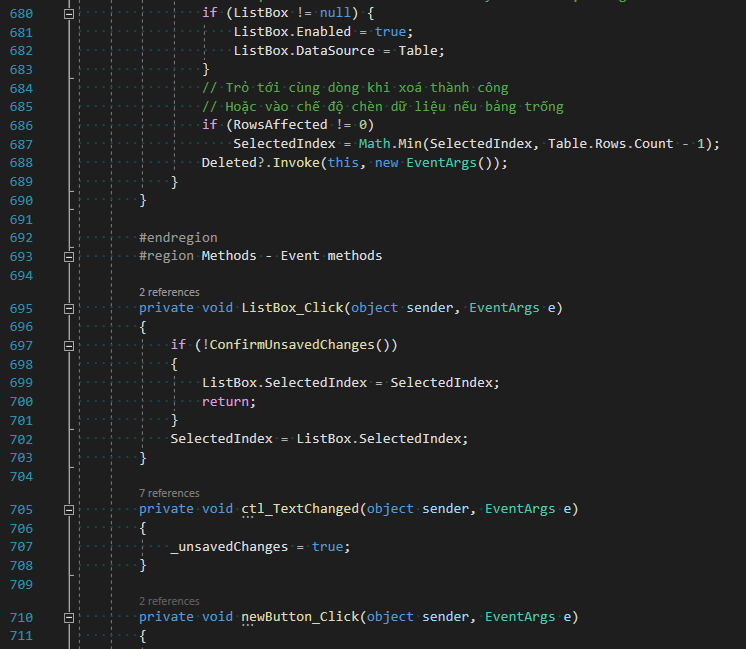 680 if (ListBox != null) {
681 ListBox.Enabled = true;
682 ListBox.DataSource = Table;
683 }
684 // Trỏ tới cùng dòng khi xoá thành công
685 // Hoặc vào chế độ chèn dữ liệu nếu bảng trống
686 if (RowsAffected != 0)
687 SelectedIndex = Math.Min(SelectedIndex, Table.Rows.Count - 1);
688 Deleted?.Invoke(this, new EventArgs());
689 }
690 }
691
692 #endregion
693 #region Methods - Event methods
694
2 references
695 private void ListBox_Click(object sender, EventArgs e)
696 {
697 if (!ConfirmUnsavedChanges())
698 {
699 ListBox.SelectedIndex = SelectedIndex;
700 return;
701 }
702 SelectedIndex = ListBox.SelectedIndex;
703 }
704
7 references
705 private void ctl_TextChanged(object sender, EventArgs e)
706 {
707 _unsavedChanges = true;
708 }
709
2 references
710 private void newButton_Click(object sender, EventArgs e)
711 {